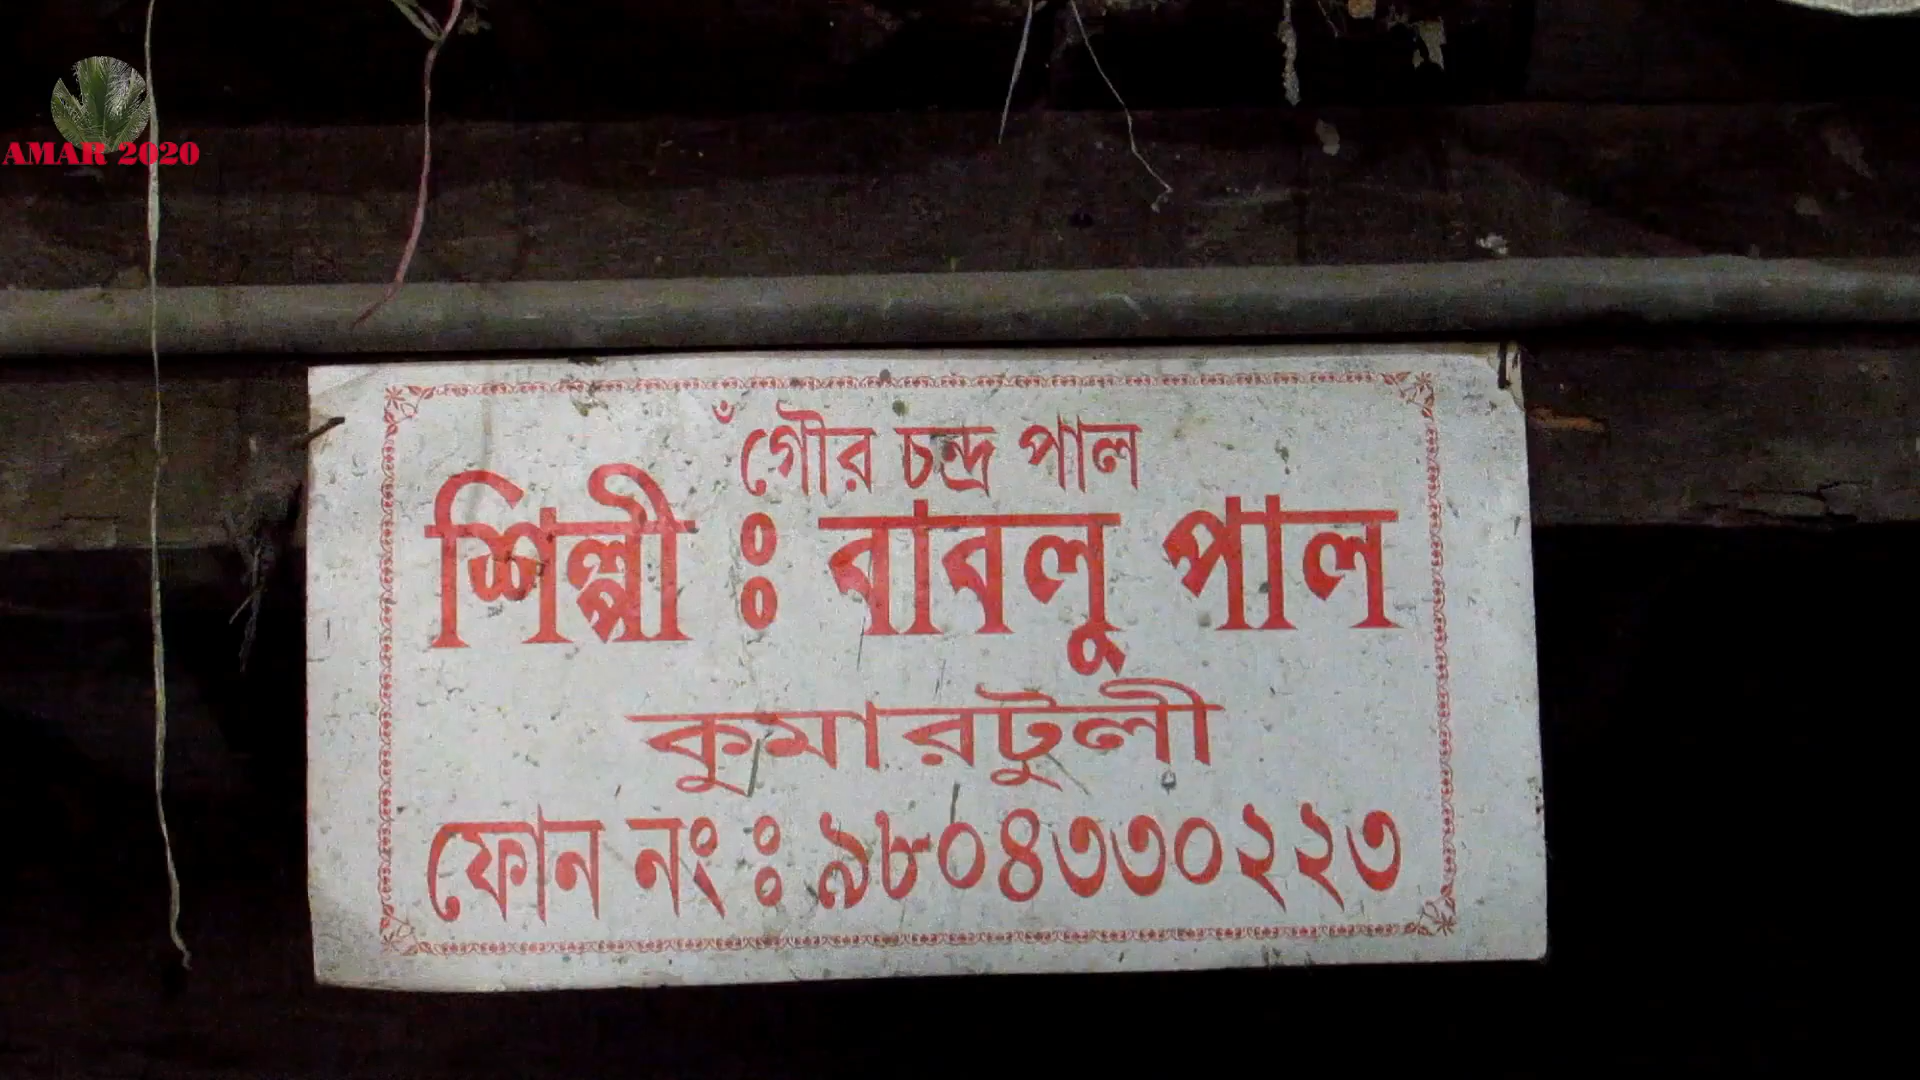 AMAR 2020
ঁগৌর চন্দ্র পাল
শিল্পী : বাবলু পাল
কুমারটুলী
ফোন নং : ৯৮০৪৩৩০২২৩